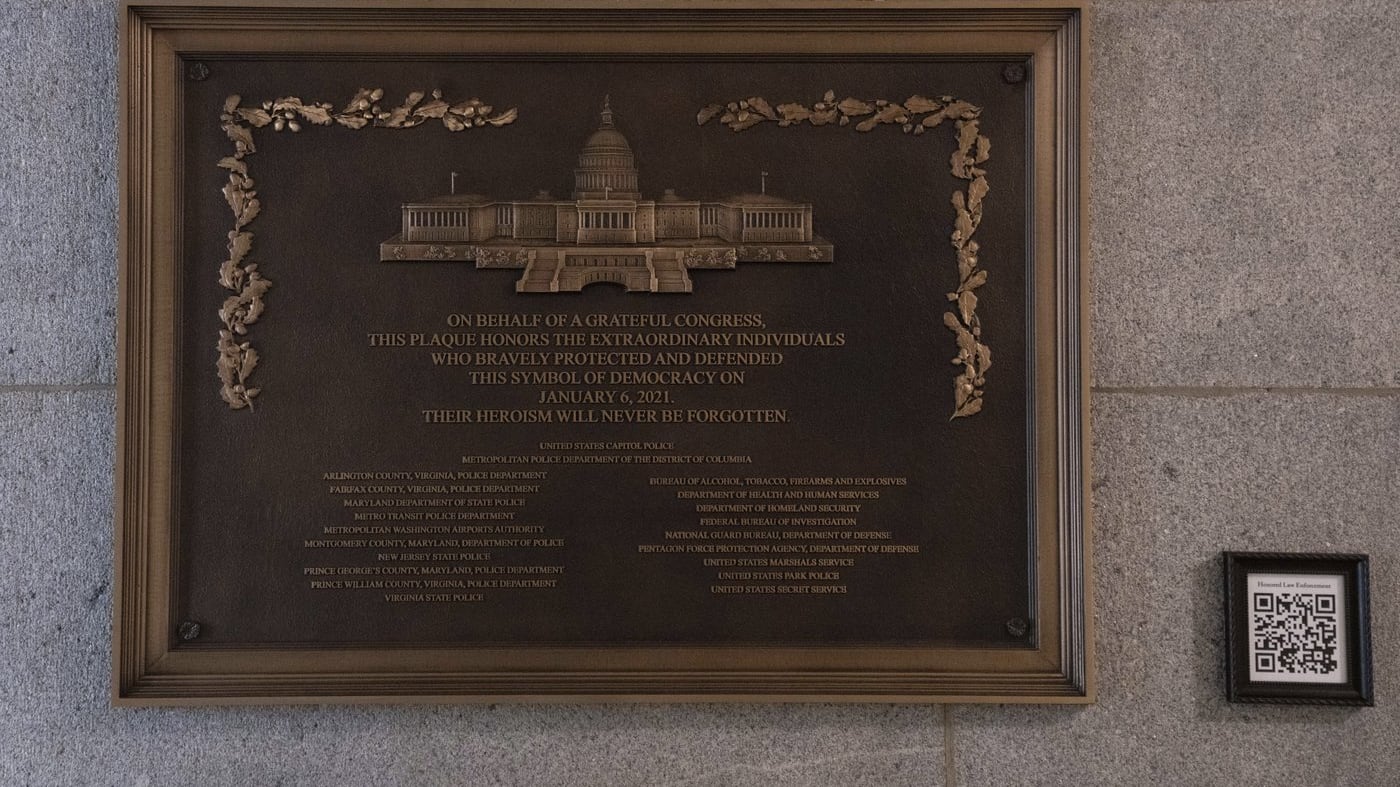 ON BEHALF OF A GRATEFUL CONGRESS,
THIS PLAQUE HONORS THE EXTRAORDINARY INDIVIDUALS
WHO BRAVELY PROTECTED AND DEFENDED
THIS SYMBOL OF DEMOCRACY ON
JANUARY 6, 2021.
THEIR HEROISM WILL NEVER BE FORGOTTEN.
UNITED STATES CAPITOL POLICE
METROPOLITAN POLICE DEPARTMENT OF THE DISTRICT OF COLUMBIA
ARLINGTON COUNTY, VIRGINIA, POLICE DEPARTMENT
FAIRFAX COUNTY, VIRGINIA, POLICE DEPARTMENT
MARYLAND DEPARTMENT OF STATE POLICE
METRO TRANSIT POLICE DEPARTMENT
METROPOLITAN WASHINGTON AIRPORTS AUTHORITY
MONTGOMERY COUNTY, MARYLAND, DEPARTMENT OF POLICE
NEW JERSEY STATE POLICE
PRINCE GEORGE'S COUNTY, MARYLAND, POLICE DEPARTMENT
PRINCE WILLIAM COUNTY, VIRGINIA, POLICE DEPARTMENT
VIRGINIA STATE POLICE
BUREAU OF ALCOHOL, TOBACCO, FIREARMS AND EXPLOSIVES
DEPARTMENT OF HEALTH AND HUMAN SERVICES
DEPARTMENT OF HOMELAND SECURITY
FEDERAL BUREAU OF INVESTIGATION
NATIONAL GUARD BUREAU, DEPARTMENT OF DEFENSE
PENTAGON FORCE PROTECTION AGENCY, DEPARTMENT OF DEFENSE
UNITED STATES MARSHALS SERVICE
UNITED STATES PARK POLICE
UNITED STATES SECRET SERVICE
Honored Law Enforcement